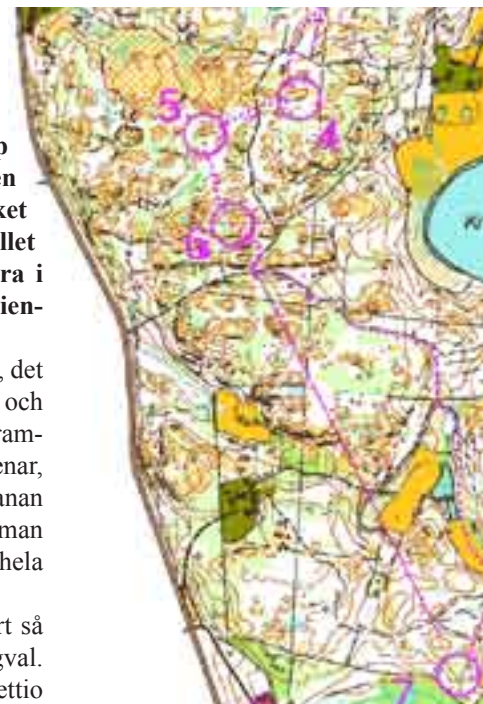 p
en
ket
llet
ra i
ien-
, det
och
ram-
enar,
anan
man
hela
rt så
gval.
ettio
5
4
6
7